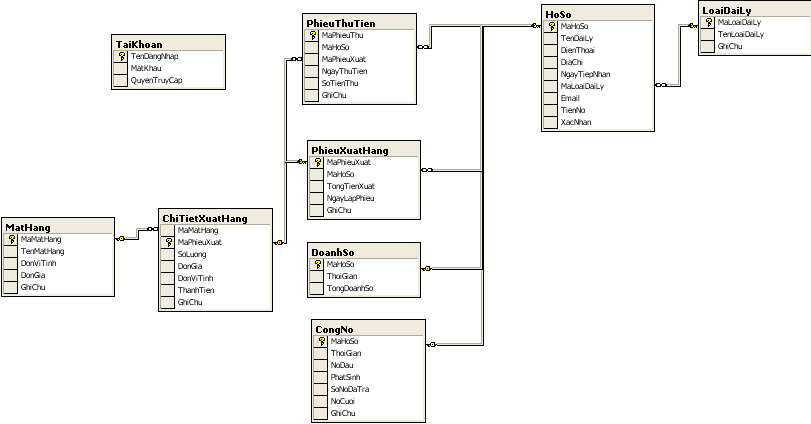 TaiKhoan
TenDangNhap
MatKhau
QuyenTruyCap
PhieuThuTien
MaPhieuThu
MaHoSo
MaPhieuXuat
NgayThuTien
SoTienThu
GhiChu
HoSo
MaHoSo
TenDaiLy
DienThoai
DiaChi
NgayTiepNhan
MaLoaiDaiLy
Email
TienNo
XacNhan
LoaiDaiLy
MaLoaiDaiLy
TenLoaiDaiLy
GhiChu
PhieuXuatHang
MaPhieuXuat
MaHoSo
TongTienXuat
NgayLapPhieu
GhiChu
MatHang
MaMatHang
TenMatHang
DonViTinh
DonGia
GhiChu
ChiTietXuatHang
MaMatHang
MaPhieuXuat
SoLuong
DonGia
DonViTinh
ThanhTien
GhiChu
DoanhSo
MaHoSo
ThoiGian
TongDoanhSo
CongNo
MaHoSo
ThoiGian
NoDau
PhatSinh
SoNoDaTra
NoCuoi
GhiChu